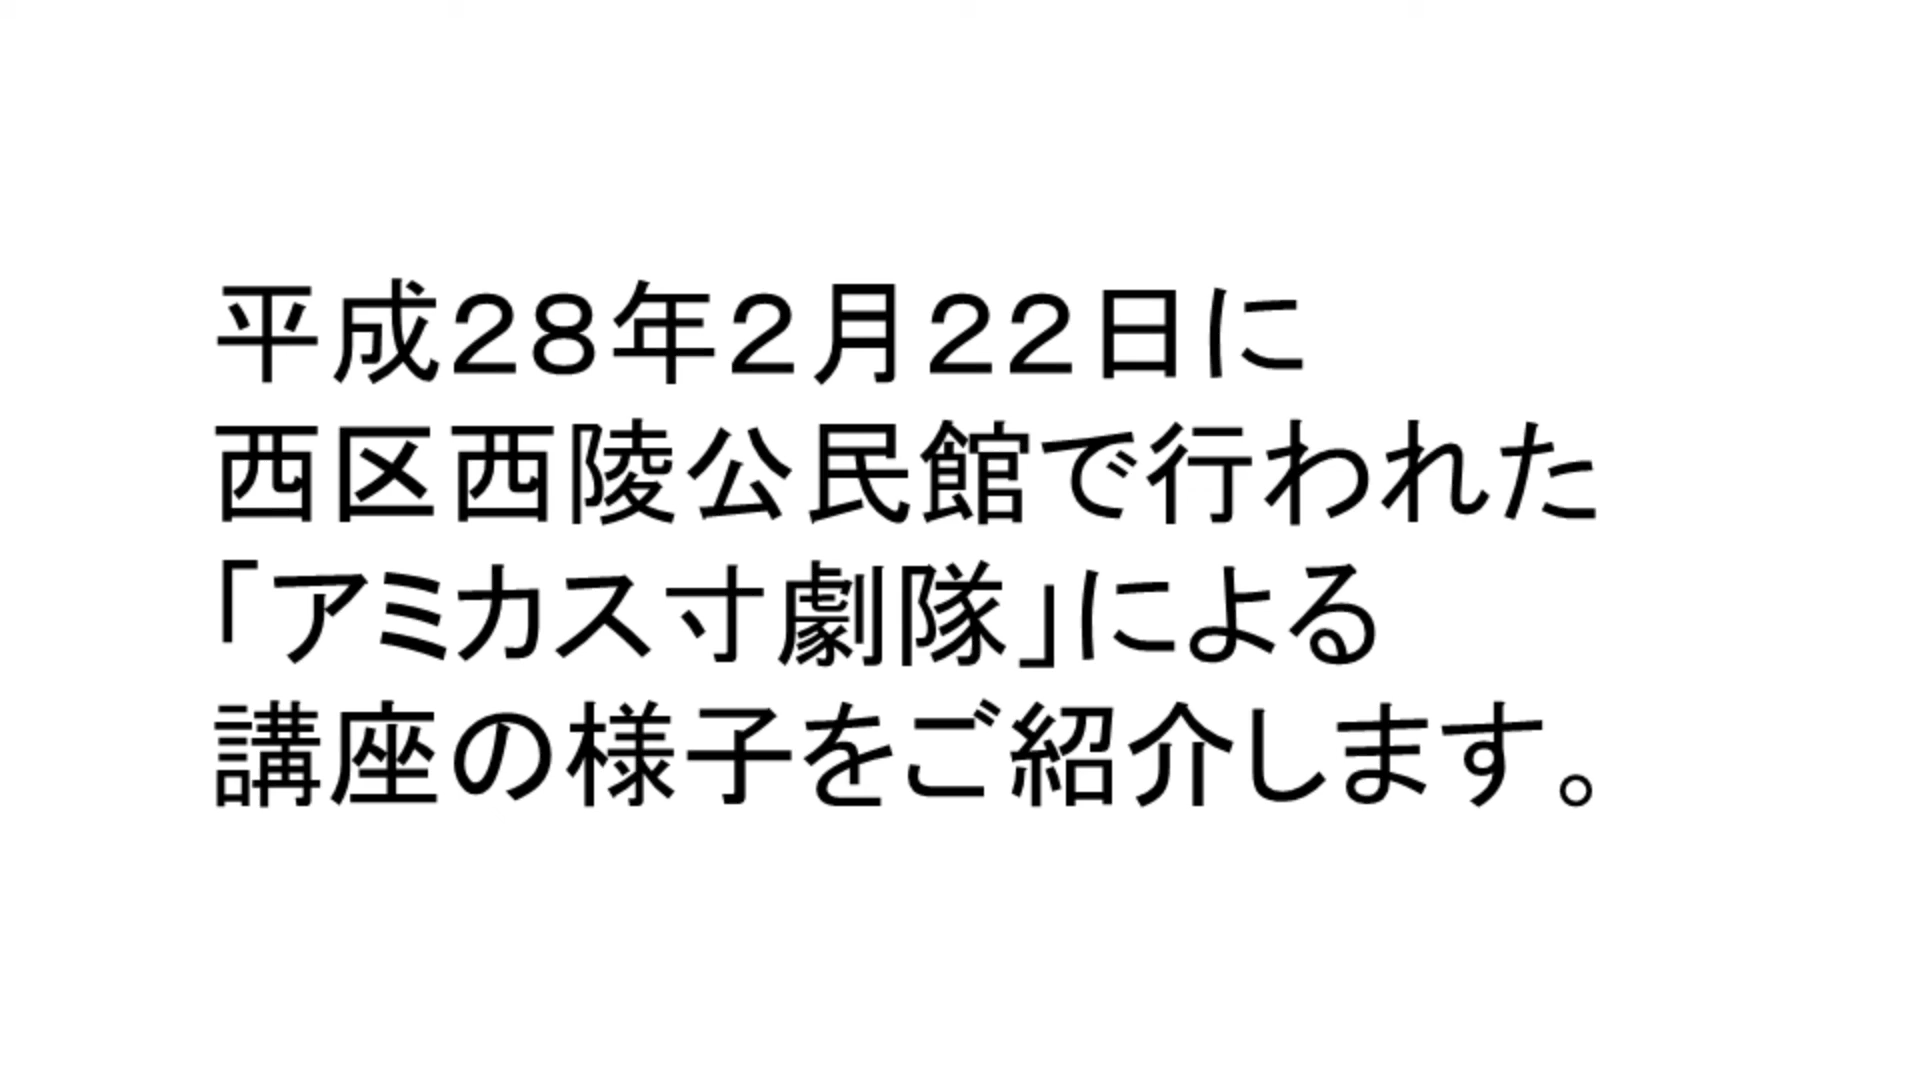 平成２８年２月２２日に
西区西陵公民館で行われた
「アミカス寸劇隊」による
講座の様子をご紹介します。